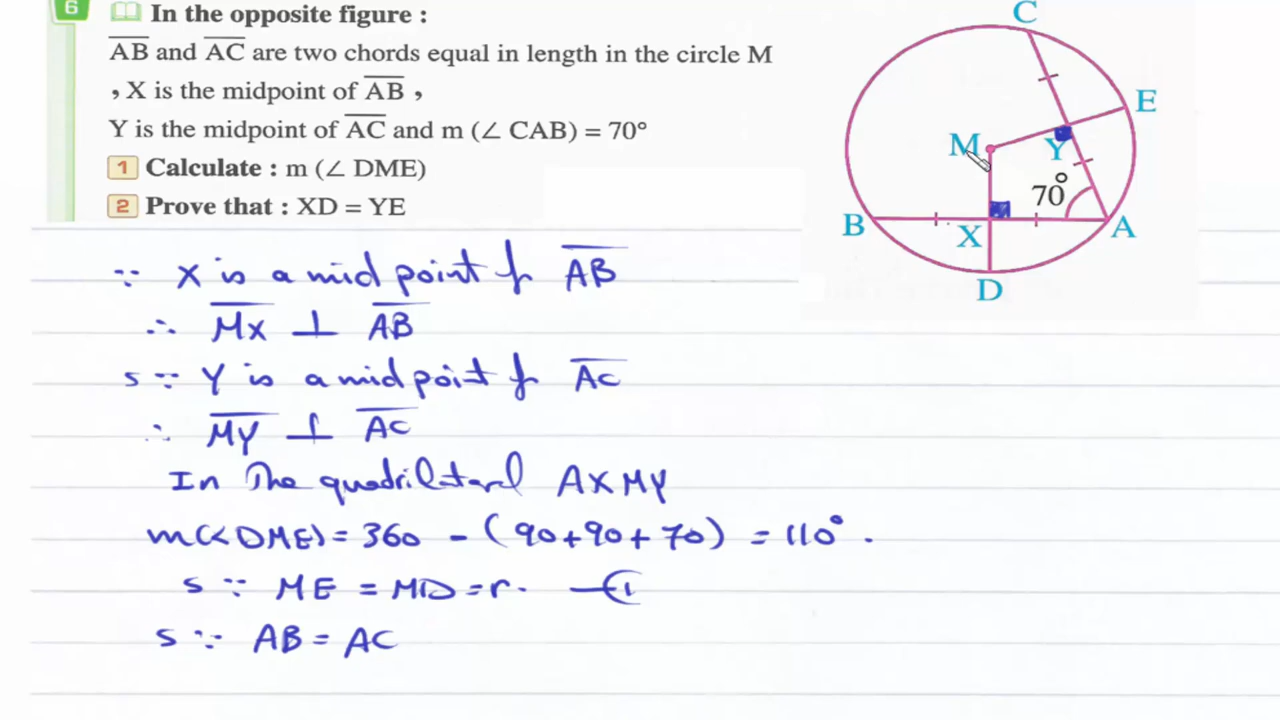 6 In the opposite figure :
AB and AC are two chords equal in length in the circle M
, X is the midpoint of AB ,
Y is the midpoint of AC and m (∠ CAB) = 70°
1 Calculate : m (∠ DME)
2 Prove that : XD = YE
C
E
M
Y
70°
B
X
A
D
∵ X is a mid point of AB
∴ MX ⊥ AB
s ∵ Y is a mid point of AC
∴ MY ⊥ AC
In The quadrilateral AXMY
m(<DME) = 360 - (90+90+70) = 110° .
s ∵ ME = MD = r . —(1
s ∵ AB = AC